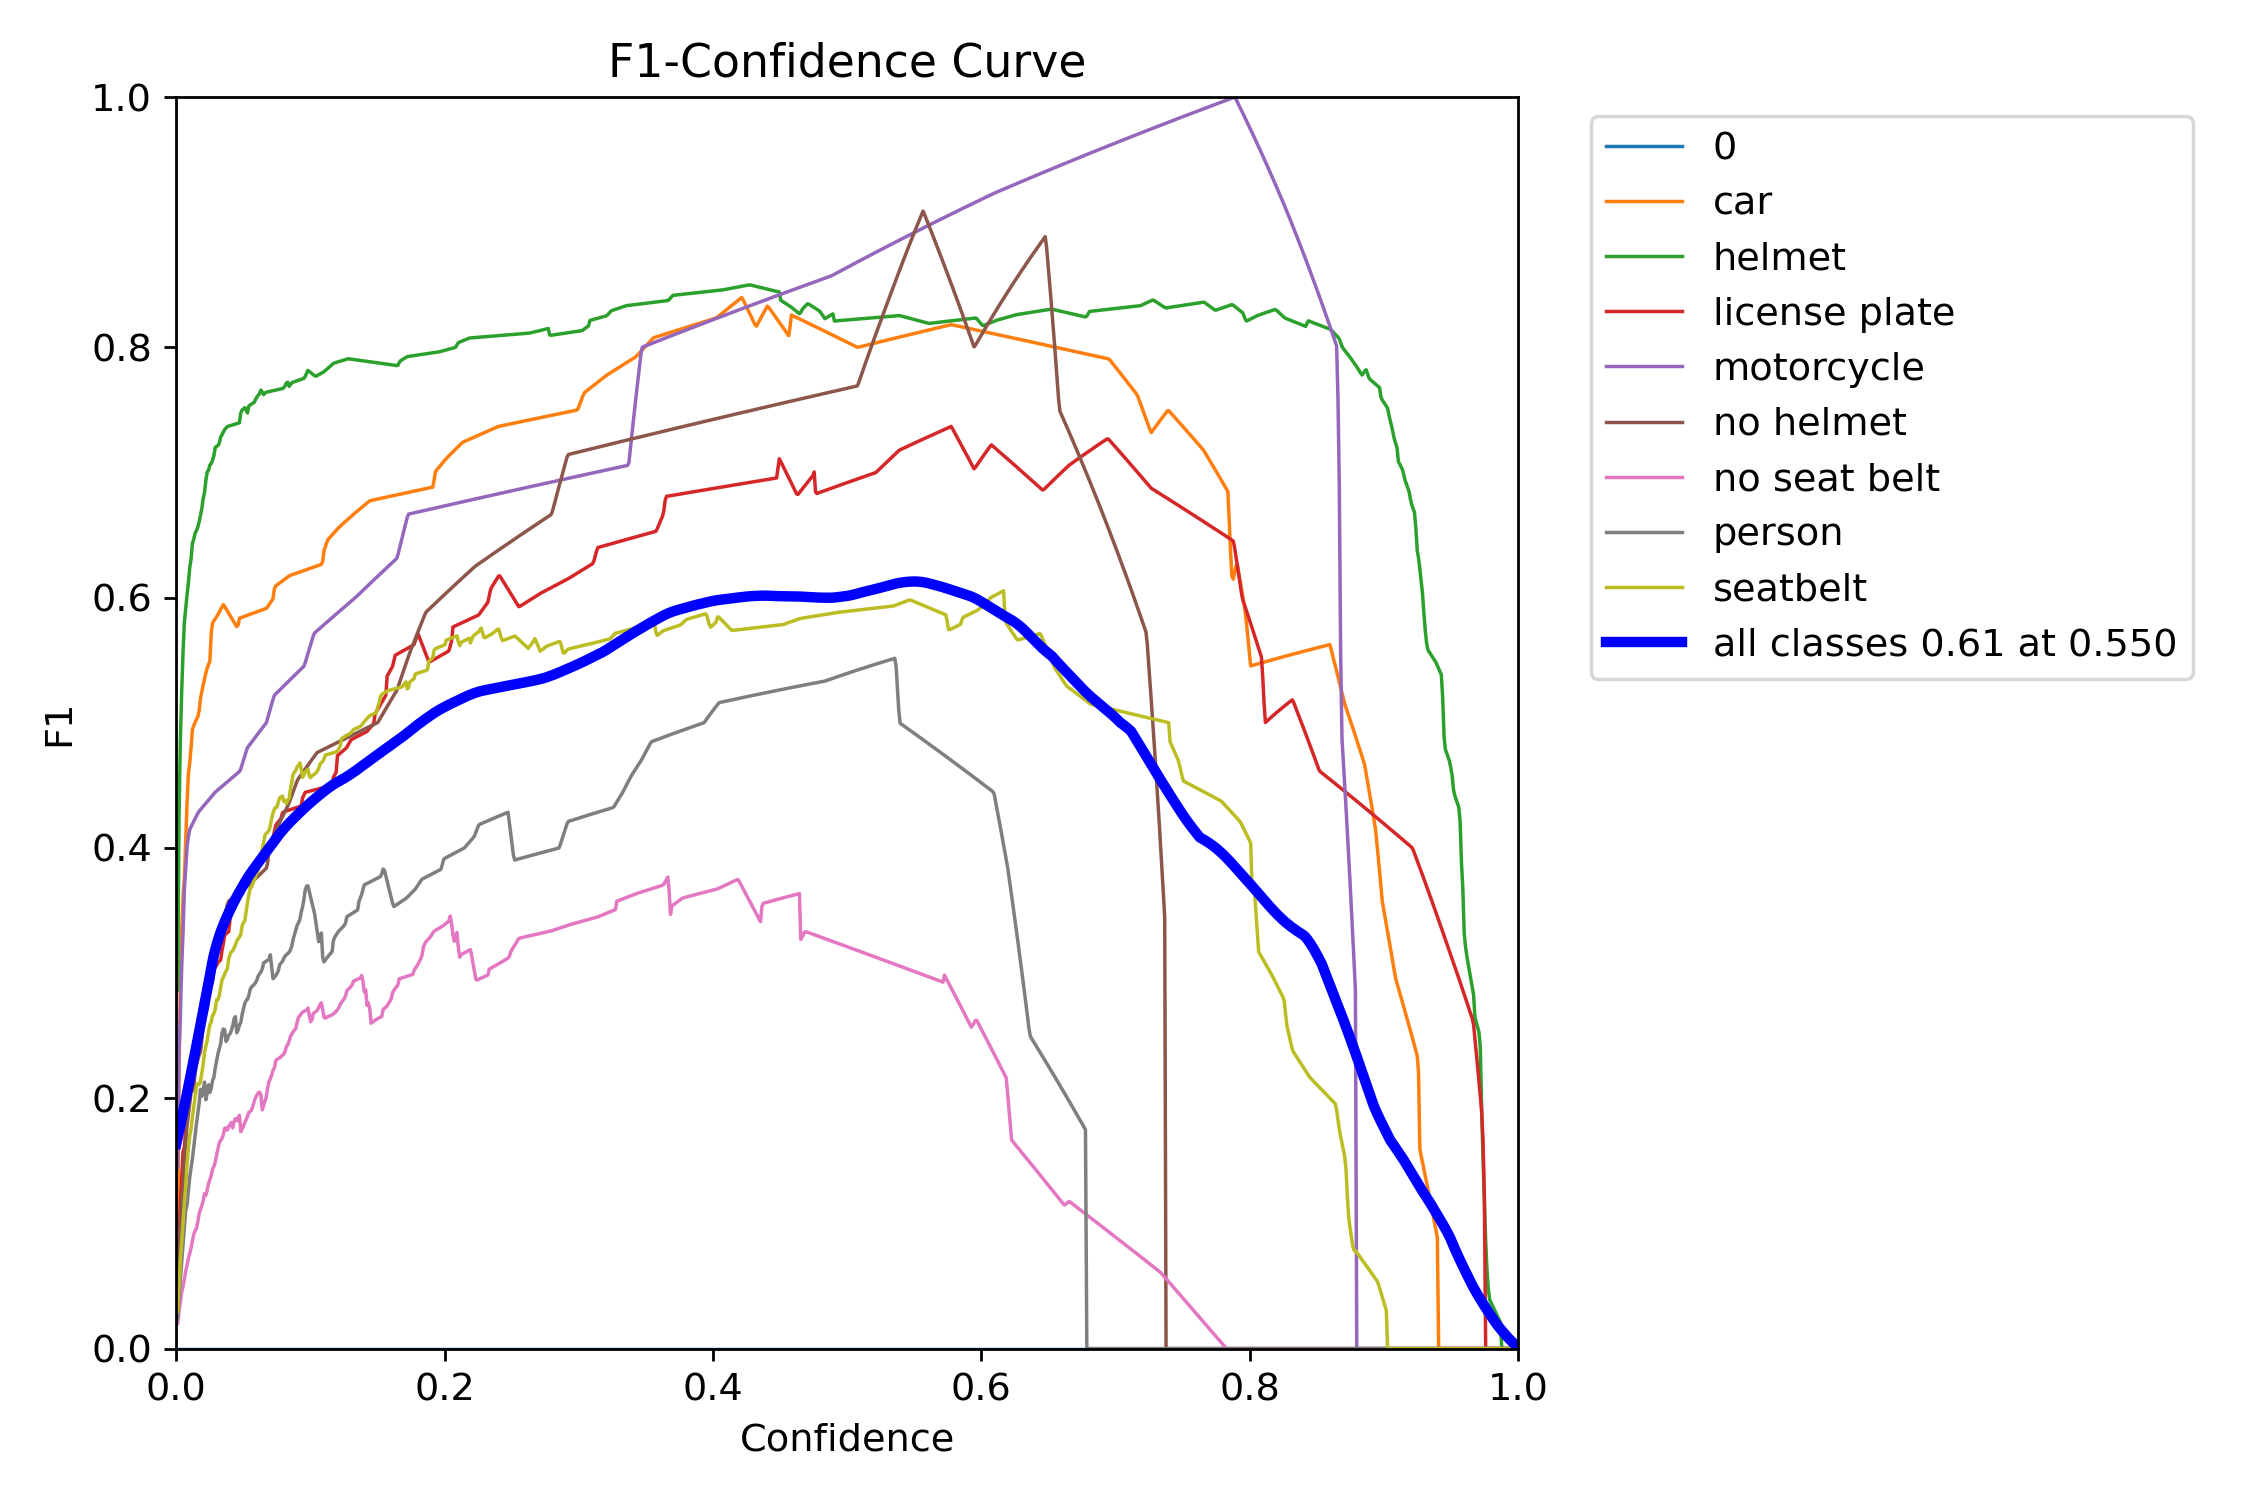 F1-Confidence Curve
1.0
0.8
0.6
0.4
0.2
0.0
F1
0.0 0.2 0.4 0.6 0.8 1.0
Confidence
0
car
helmet
license plate
motorcycle
no helmet
no seat belt
person
seatbelt
all classes 0.61 at 0.550